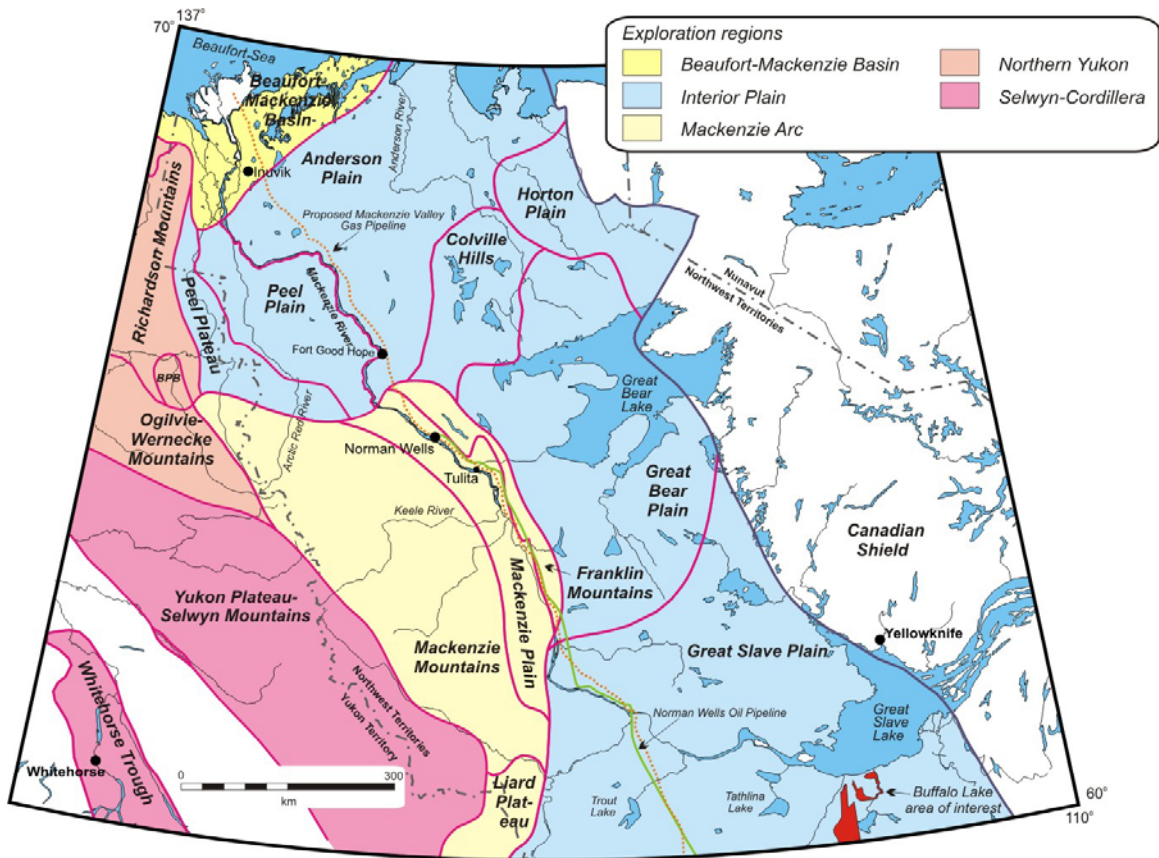 137°
70°
Exploration regions
Beaufort-Mackenzie Basin
Northern Yukon
Interior Plain
Selwyn-Cordillera
Mackenzie Arc
Beaufort Sea
Beaufort-
Mackenzie
Basin
Inuvik
Anderson
Plain
Anderson River
Horton
Plain
Proposed Mackenzie Valley
Gas Pipeline
Colville
Hills
Richardson Mountains
Peel Plateau
Peel
Plain
Mackenzie River
Fort Good Hope
Nunavut
Northwest Territories
BPB
Ogilvie-
Wernecke
Mountains
Arctic Red River
Great
Bear
Lake
Norman Wells
Tulita
Keele River
Great
Bear
Plain
Canadian
Shield
Franklin
Mountains
Mackenzie Plain
Yukon Plateau-
Selwyn Mountains
Mackenzie
Mountains
Yellowknife
Great Slave Plain
Northwest Territories
Yukon Territory
Great
Slave
Lake
Norman Wells Oil Pipeline
Whitehorse Trough
Whitehorse
0
300
km
Liard
Plat-
eau
Trout
Lake
Tathlina
Lake
Buffalo Lake
area of interest
60°
110°